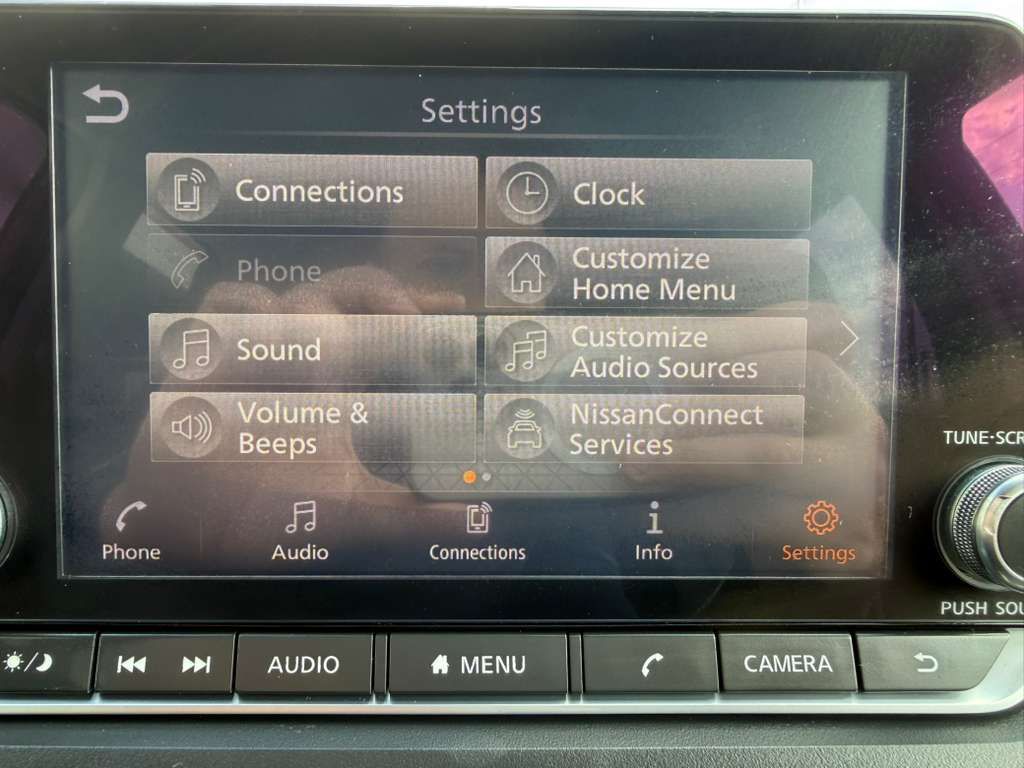 Settings
Connections
Clock
Phone
Customize
Home Menu
Sound
Customize
Audio Sources
Volume &
Beeps
NissanConnect
Services
TUNE·SCR
Phone
Audio
Connections
Info
Settings
PUSH SOU
AUDIO
MENU
CAMERA